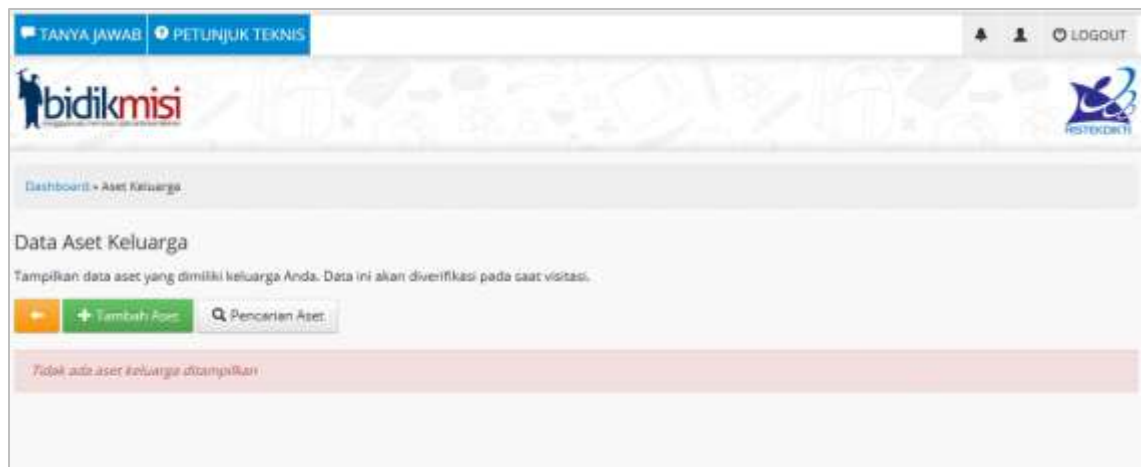 TANYA JAWAB PETUNJUK TEKNIS LOGOUT
bidikmisi
RISTEKDIKTI
Dashboard » Aset Keluarga
Data Aset Keluarga
Tampilkan data aset yang dimiliki keluarga Anda. Data ini akan diverifikasi pada saat visitasi.
Tambah Aset Pencarian Aset
Tidak ada aset keluarga ditampilkan